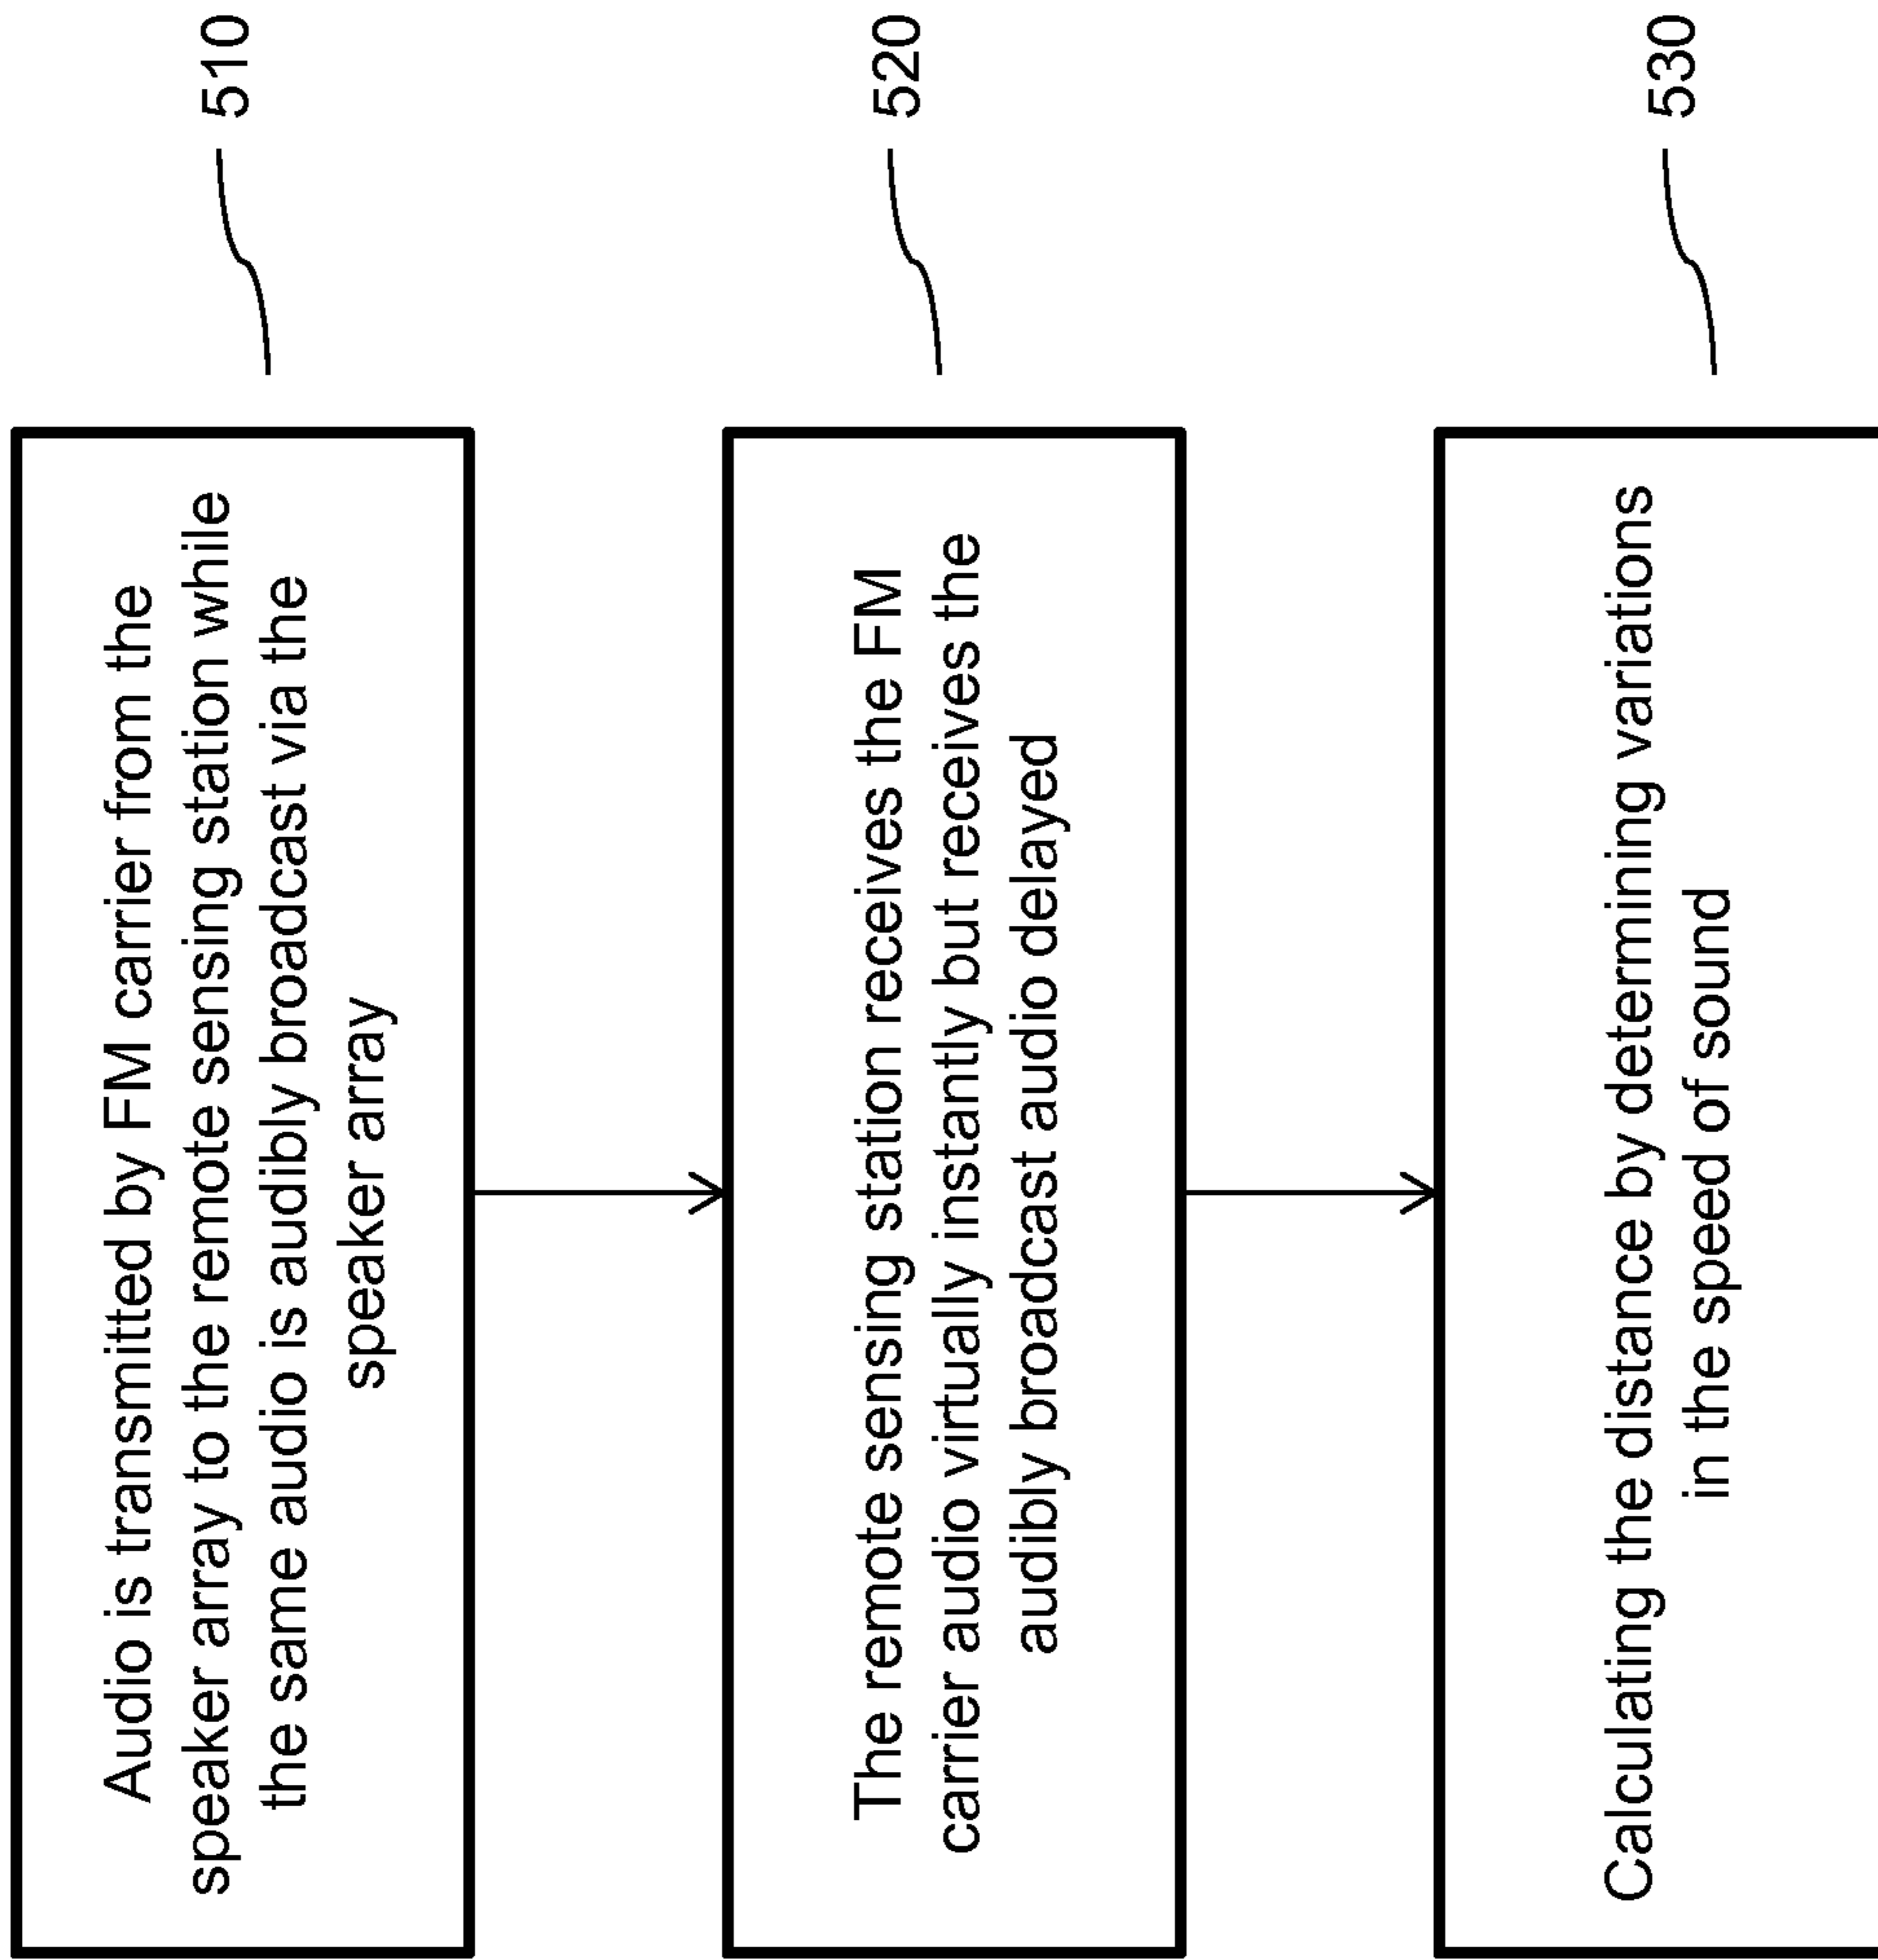 Audio is transmitted by FM carrier from the
speaker array to the remote sensing station while
the same audio is audibly broadcast via the
speaker array
510
The remote sensing station receives the FM
carrier audio virtually instantly but receives the
audibly broadcast audio delayed
520
Calculating the distance by determining variations
in the speed of sound
530